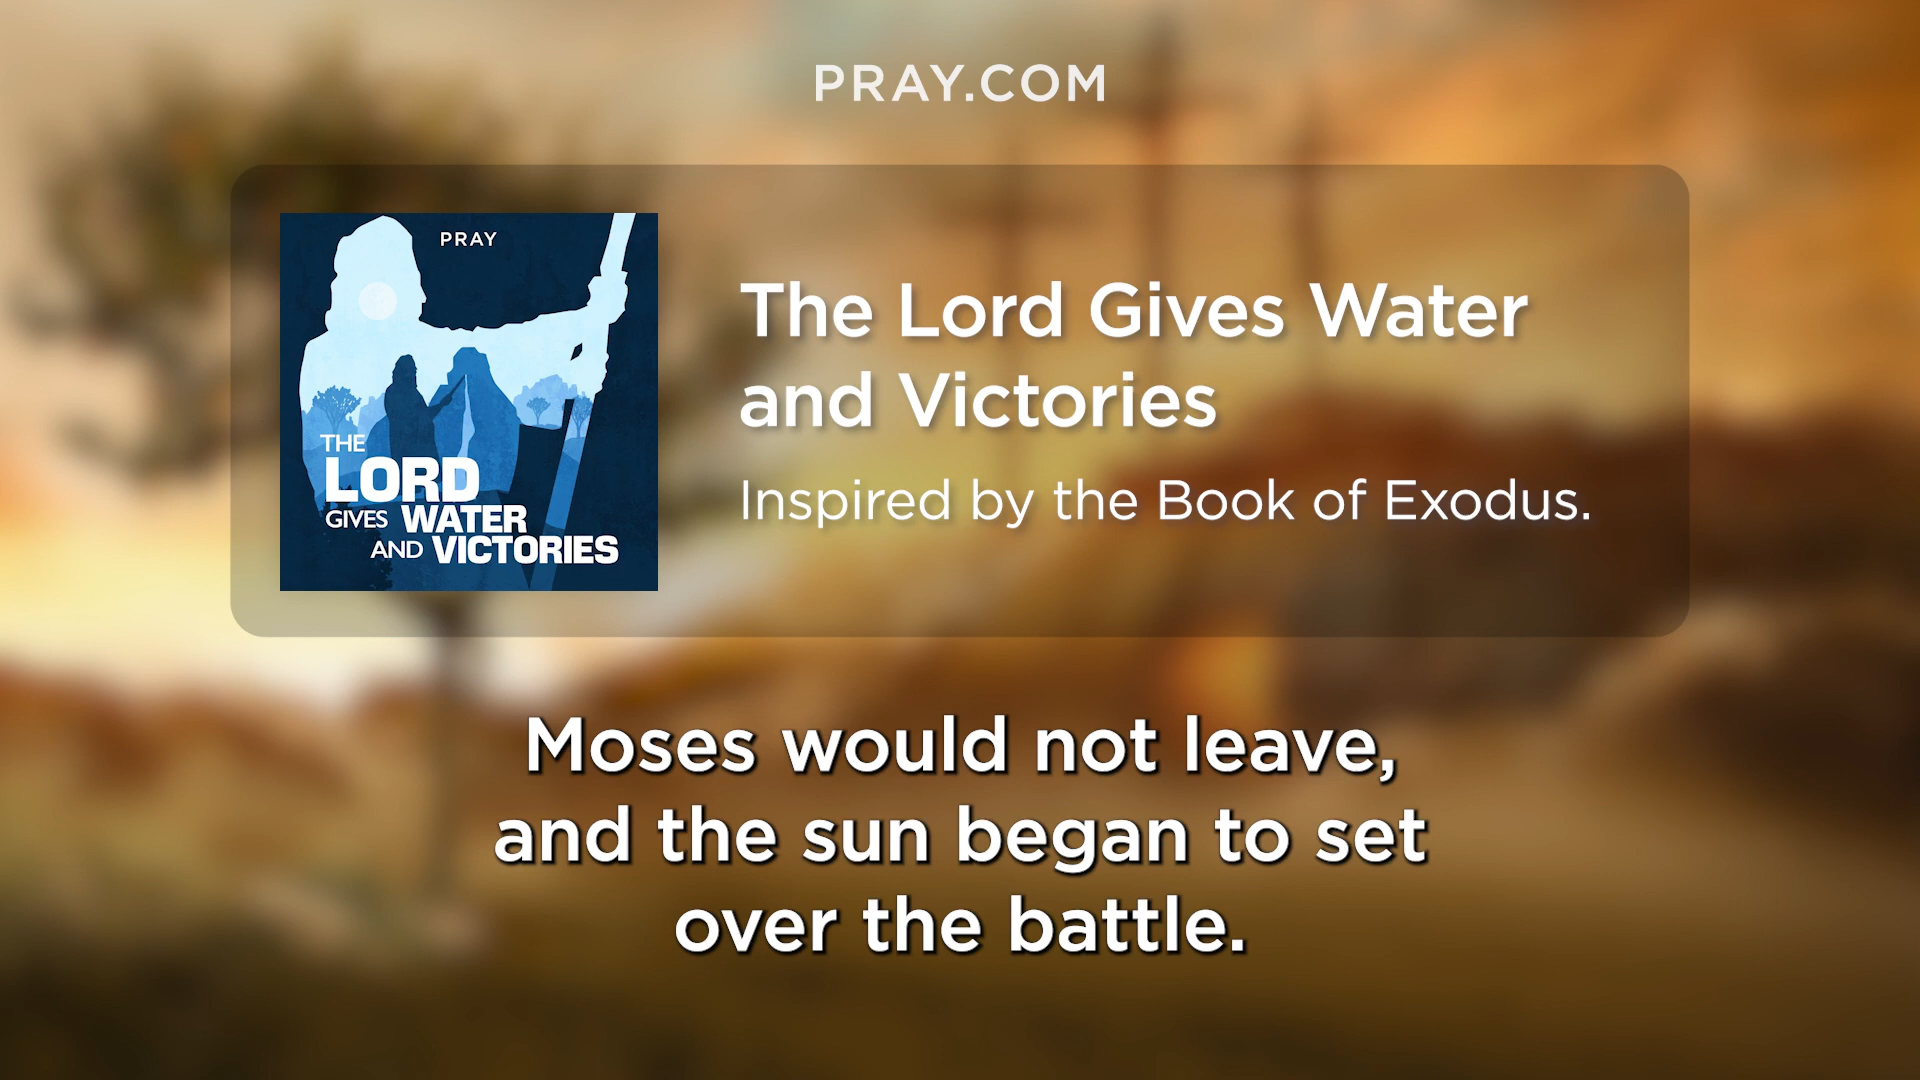 PRAY.COM
PRAY
THE
LORD
GIVES WATER
AND VICTORIES
The Lord Gives Water
and Victories
Inspired by the Book of Exodus.
Moses would not leave,
and the sun began to set
over the battle.